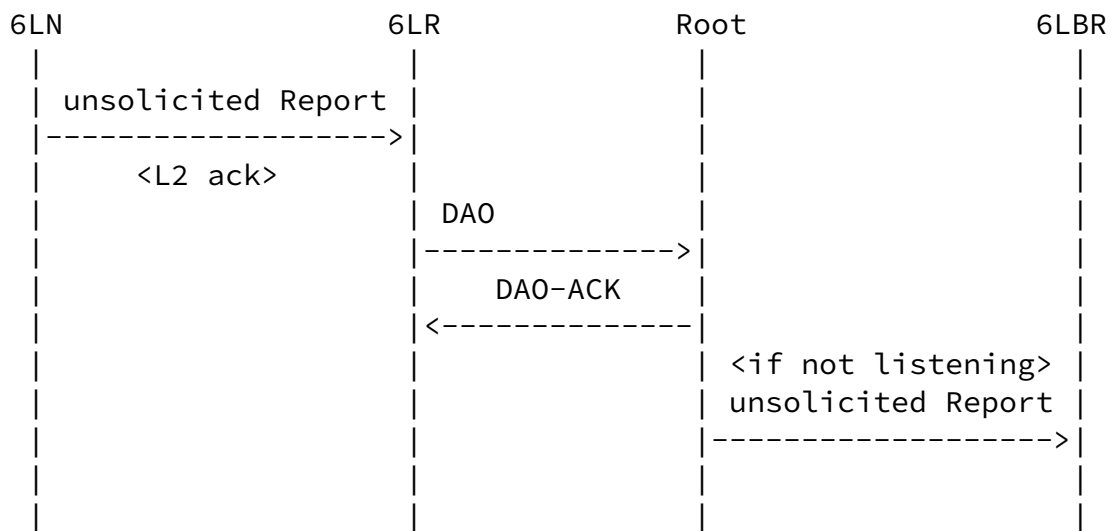 6LN 6LR Root 6LBR
unsolicited Report
<L2 ack>
DAO
DAO-ACK
<if not listening>
unsolicited Report